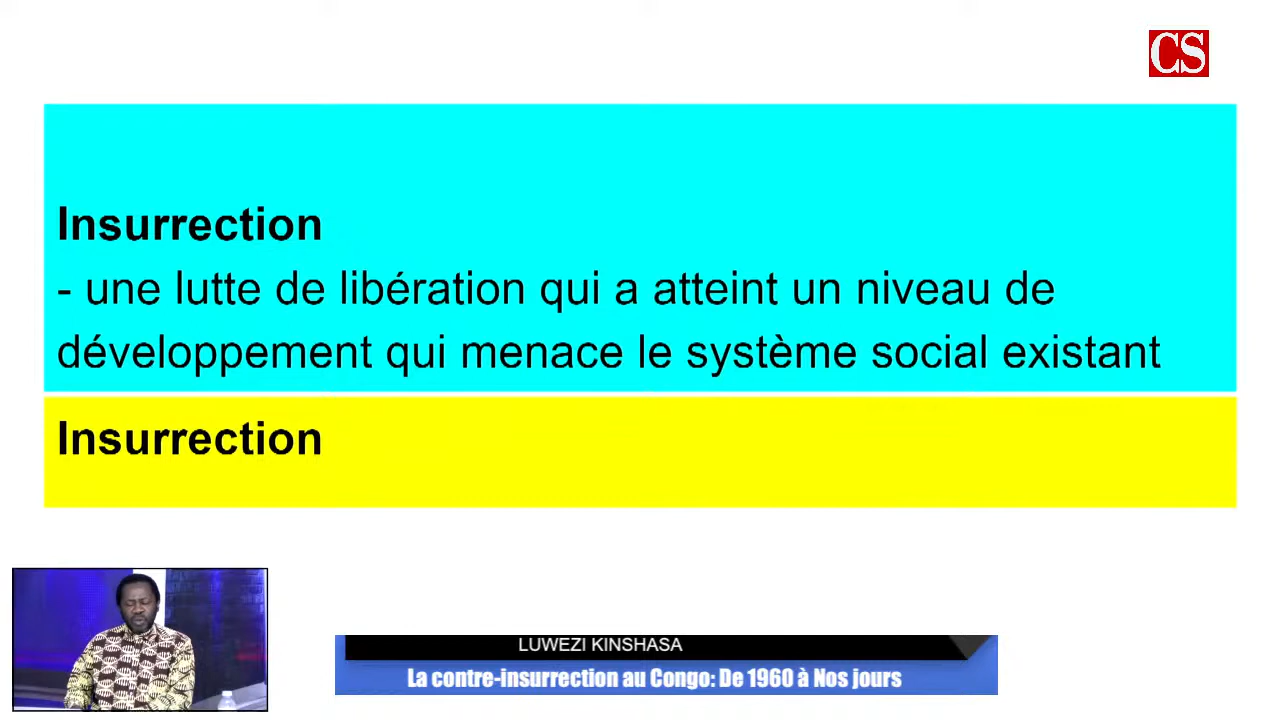 CS
Insurrection
- une lutte de libération qui a atteint un niveau de
développement qui menace le système social existant
Insurrection
LUWEZI KINSHASA
La contre-insurrection au Congo: De 1960 à Nos jours